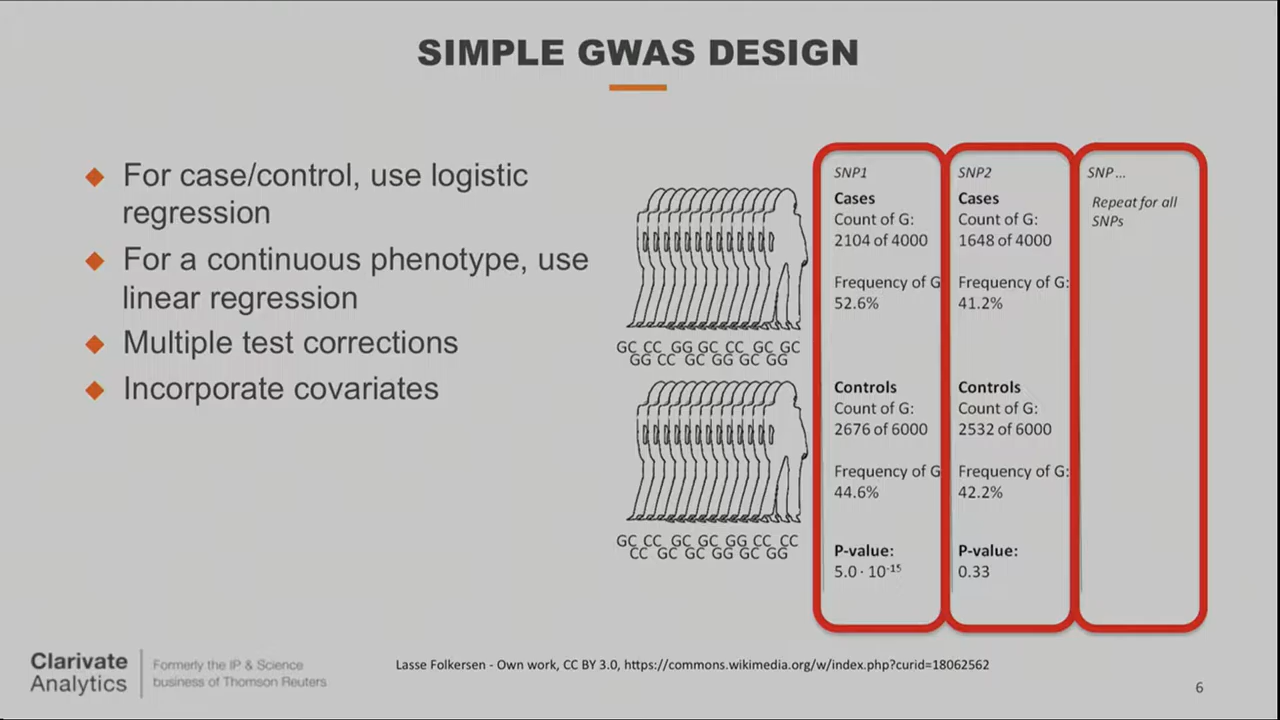 SIMPLE GWAS DESIGN
For case/control, use logistic
regression
For a continuous phenotype, use
linear regression
Multiple test corrections
Incorporate covariates
GC CC GG GC CC GC GC
GG CC GC GG GC GG
GC CC GC GC GG CC CC
CC GC GC GG GC GG
SNP1
Cases
Count of G:
2104 of 4000
Frequency of G
52.6%
Controls
Count of G:
2676 of 6000
Frequency of G
44.6%
P-value:
5.0 · 10⁻¹⁵
SNP2
Cases
Count of G:
1648 of 4000
Frequency of G:
41.2%
Controls
Count of G:
2532 of 6000
Frequency of G:
42.2%
P-value:
0.33
SNP...
Repeat for all
SNPs
Clarivate
Analytics
Formerly the IP & Science
business of Thomson Reuters
Lasse Folkersen - Own work, CC BY 3.0, https://commons.wikimedia.org/w/index.php?curid=18062562
6